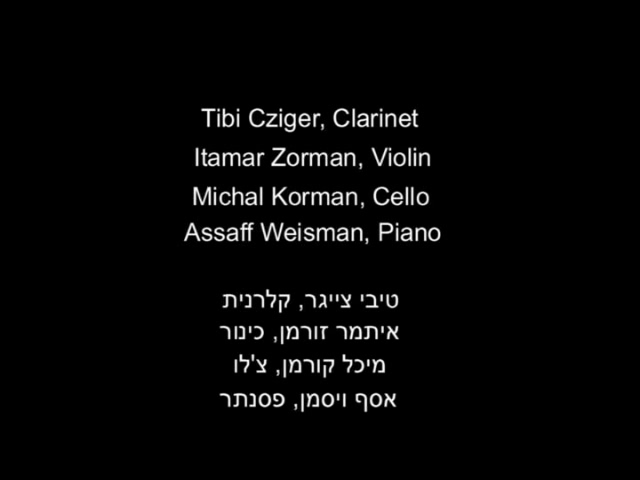 Tibi Cziger, Clarinet
Itamar Zorman, Violin
Michal Korman, Cello
Assaff Weisman, Piano
טיבי צייגר, קלרנית
איתמר זורמן, כינור
מיכל קורמן, צ'לו
אסף ויסמן, פסנתר